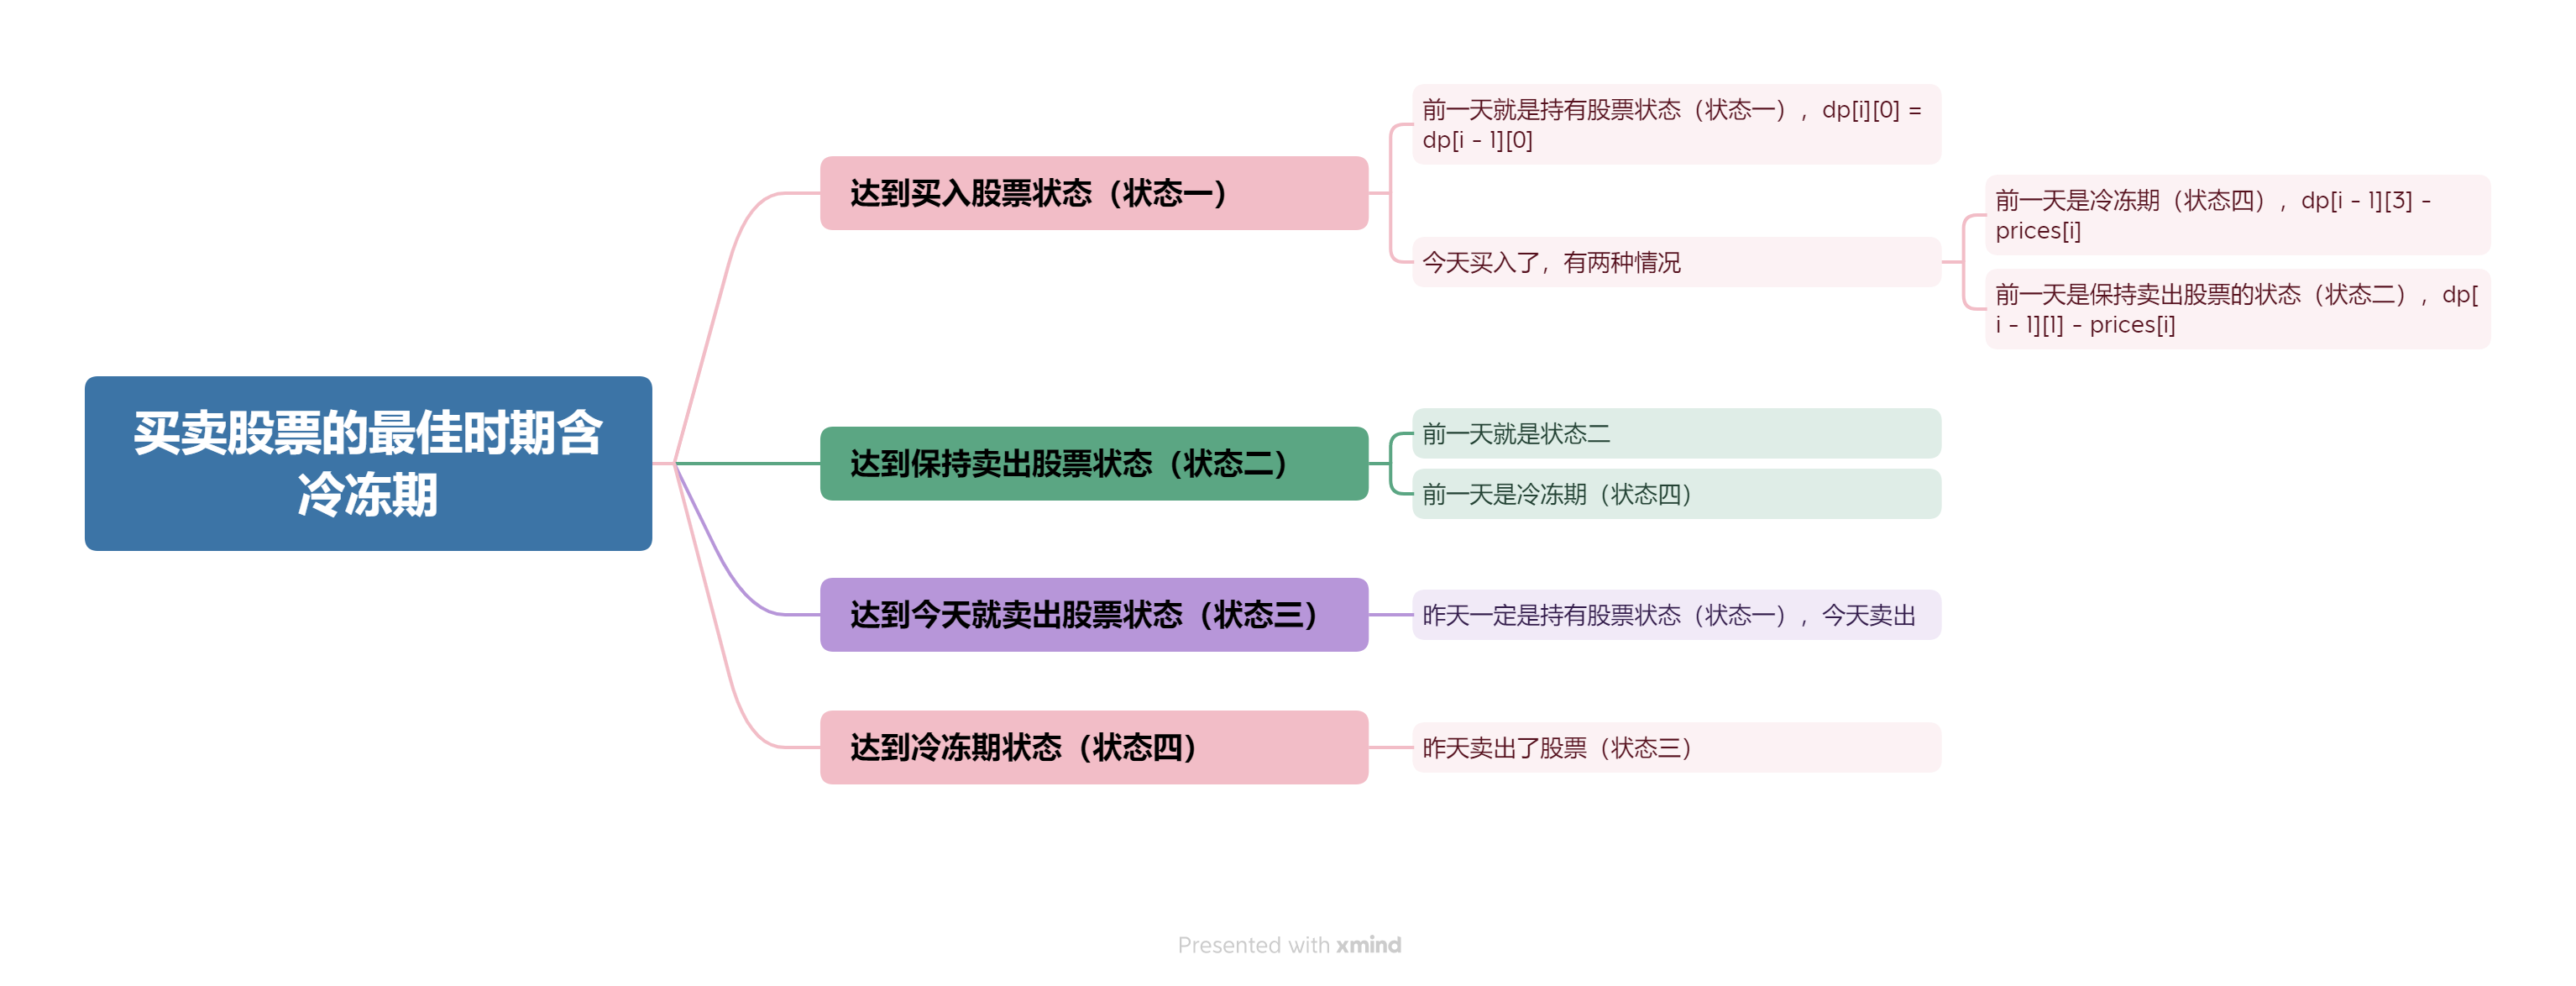 买卖股票的最佳时期含
冷冻期
达到买入股票状态（状态一）
前一天就是持有股票状态（状态一），dp[i][0] =
dp[i - 1][0]
今天买入了，有两种情况
前一天是冷冻期（状态四），dp[i - 1][3] -
prices[i]
前一天是保持卖出股票的状态（状态二），dp[
i - 1][1] - prices[i]
达到保持卖出股票状态（状态二）
前一天就是状态二
前一天是冷冻期（状态四）
达到今天就卖出股票状态（状态三）
昨天一定是持有股票状态（状态一），今天卖出
达到冷冻期状态（状态四）
昨天卖出了股票（状态三）
Presented with xmind